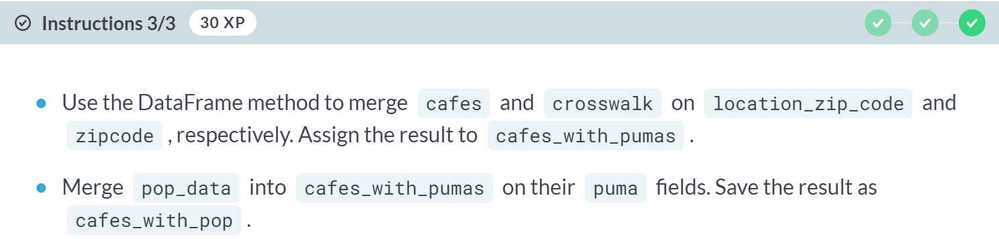 Instructions 3/3 30 XP
Use the DataFrame method to merge cafes and crosswalk on location_zip_code and
zipcode , respectively. Assign the result to cafes_with_pumas .
Merge pop_data into cafes_with_pumas on their puma fields. Save the result as
cafes_with_pop .